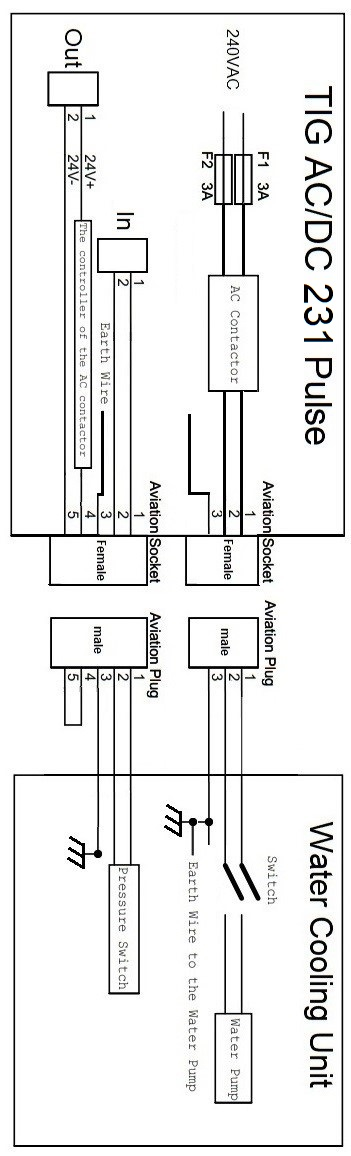 TIG AC/DC 231 Pulse
240VAC
F1 3A
F2 3A
AC Contactor
Aviation Socket
1
2
3
Female
Out
1
2
24V+
24V-
The controller of the AC contactor
In
1
2
Earth Wire
Aviation Socket
1
2
3
4
5
Female
Aviation Plug
male
1
2
3
Aviation Plug
male
1
2
3
4
5
Water Cooling Unit
Switch
Water Pump
Earth Wire to the Water Pump
Pressure Switch